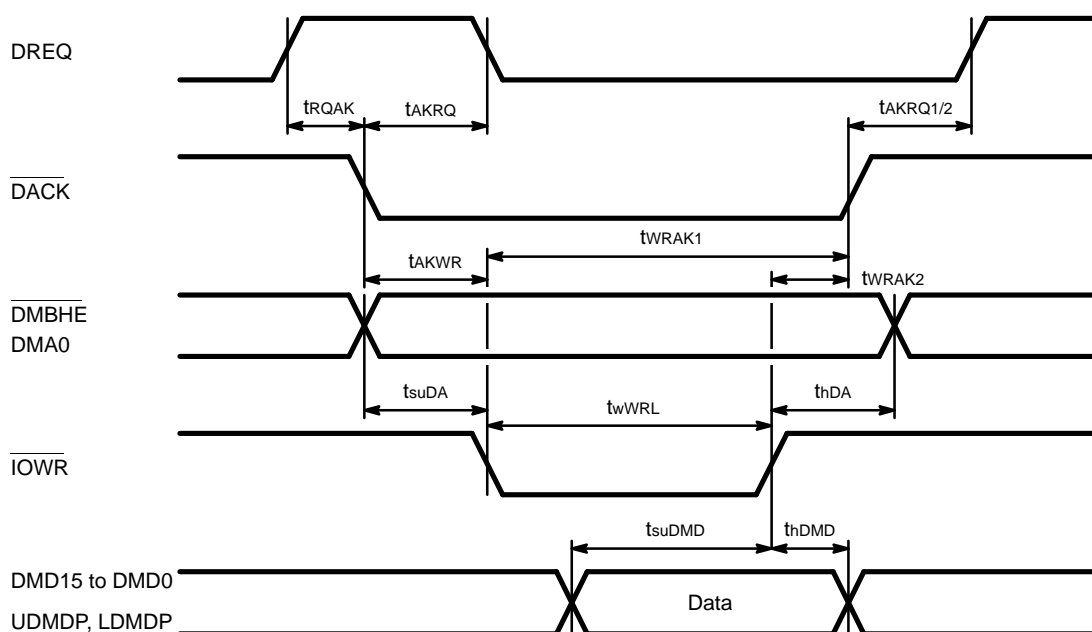 DREQ
tRQAK
tAKRQ
tAKRQ1/2
DACK
tWRAK1
tAKWR
tWRAK2
DMBHE
DMA0
tsuDA
twWRL
thDA
IOWR
tsuDMD
thDMD
DMD15 to DMD0
Data
UDMDP, LDMDP